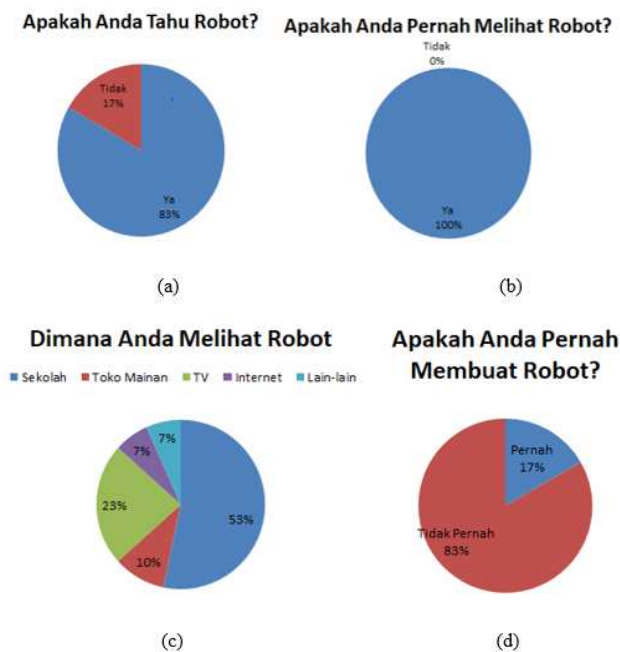 Apakah Anda Tahu Robot?
Tidak
17%
Ya
83%
(a)
Apakah Anda Pernah Melihat Robot?
Tidak
0%
Ya
100%
(b)
Dimana Anda Melihat Robot
Sekolah Toko Mainan TV Internet Lain-lain
7%
7%
23%
53%
10%
(c)
Apakah Anda Pernah
Membuat Robot?
Pernah
17%
Tidak Pernah
83%
(d)